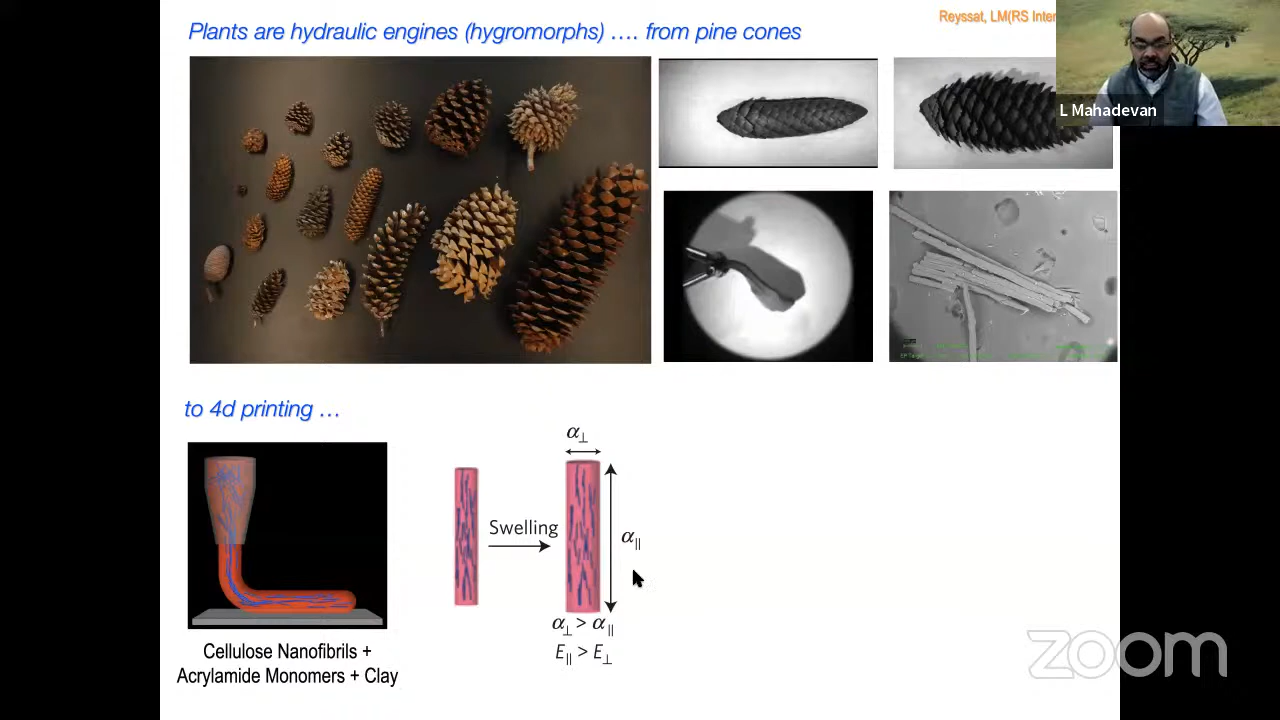 Plants are hydraulic engines (hygromorphs) …. from pine cones
Reyssat, LM(RS Inter
L Mahadevan
to 4d printing …
α⊥
Swelling
α||
α⊥ > α||
E|| > E⊥
Cellulose Nanofibrils +
Acrylamide Monomers + Clay
zoom